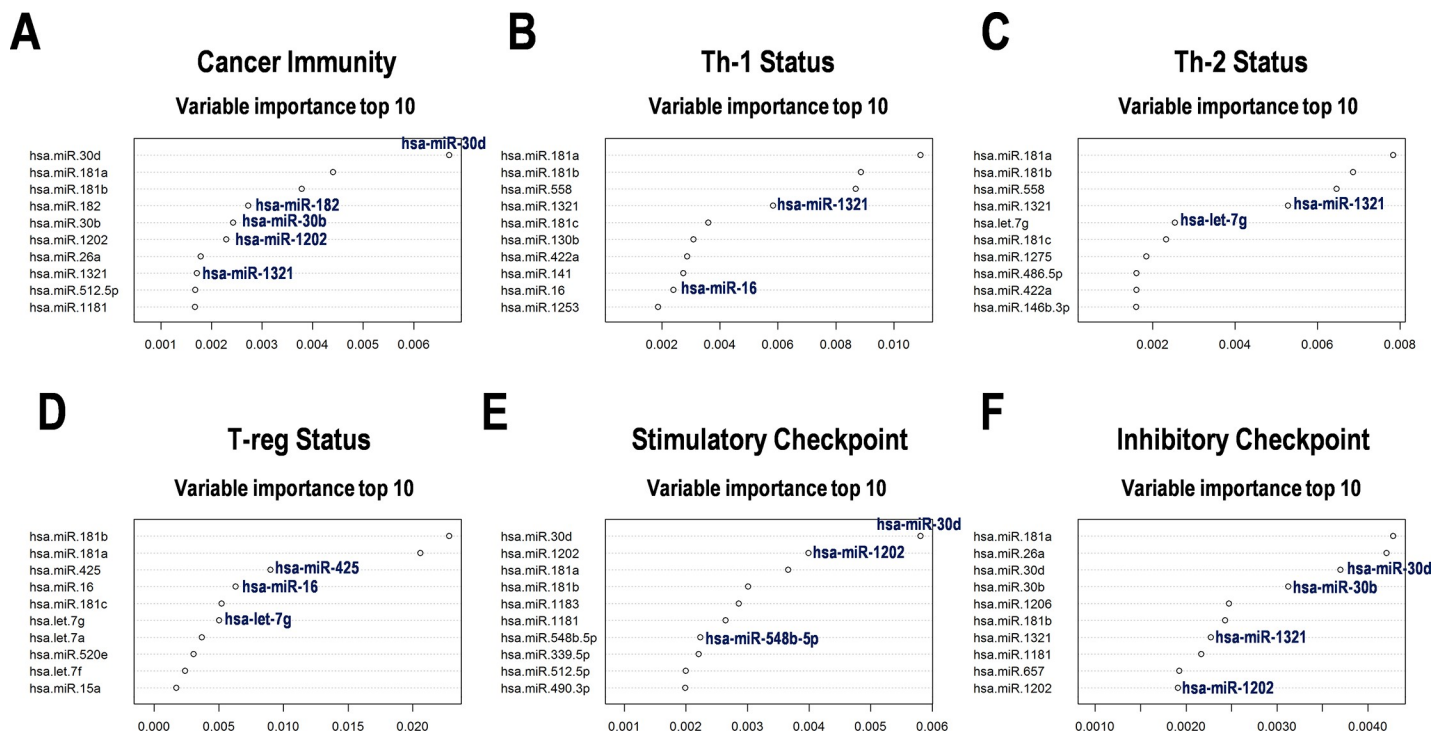 A
Cancer Immunity
Variable importance top 10
hsa-miR-30d
hsa.miR.30d
hsa.miR.181a
hsa.miR.181b
hsa.miR.182 hsa-miR-182
hsa.miR.30b hsa-miR-30b
hsa.miR.1202 hsa-miR-1202
hsa.miR.26a
hsa.miR.1321 hsa-miR-1321
hsa.miR.512.5p
hsa.miR.1181
0.001 0.002 0.003 0.004 0.005 0.006
B
Th-1 Status
Variable importance top 10
hsa.miR.181a
hsa.miR.181b
hsa.miR.558
hsa.miR.1321 hsa-miR-1321
hsa.miR.181c
hsa.miR.130b
hsa.miR.422a
hsa.miR.141
hsa.miR.16 hsa-miR-16
hsa.miR.1253
0.002 0.004 0.006 0.008 0.010
C
Th-2 Status
Variable importance top 10
hsa.miR.181a
hsa.miR.181b
hsa.miR.558
hsa.miR.1321 hsa-miR-1321
hsa.let.7g hsa-let-7g
hsa.miR.181c
hsa.miR.1275
hsa.miR.486.5p
hsa.miR.422a
hsa.miR.146b.3p
0.002 0.004 0.006 0.008
D
T-reg Status
Variable importance top 10
hsa.miR.181b
hsa.miR.181a
hsa.miR.425 hsa-miR-425
hsa.miR.16 hsa-miR-16
hsa.miR.181c
hsa.let.7g hsa-let-7g
hsa.let.7a
hsa.miR.520e
hsa.let.7f
hsa.miR.15a
0.000 0.005 0.010 0.015 0.020
E
Stimulatory Checkpoint
Variable importance top 10
hsa-miR-30d
hsa.miR.30d
hsa.miR.1202 hsa-miR-1202
hsa.miR.181a
hsa.miR.181b
hsa.miR.1183
hsa.miR.1181
hsa.miR.548b.5p hsa-miR-548b-5p
hsa.miR.339.5p
hsa.miR.512.5p
hsa.miR.490.3p
0.001 0.002 0.003 0.004 0.005 0.006
F
Inhibitory Checkpoint
Variable importance top 10
hsa.miR.181a
hsa.miR.26a
hsa.miR.30d hsa-miR-30d
hsa.miR.30b hsa-miR-30b
hsa.miR.1206
hsa.miR.181b
hsa.miR.1321 hsa-miR-1321
hsa.miR.1181
hsa.miR.657
hsa.miR.1202 hsa-miR-1202
0.0010 0.0020 0.0030 0.0040